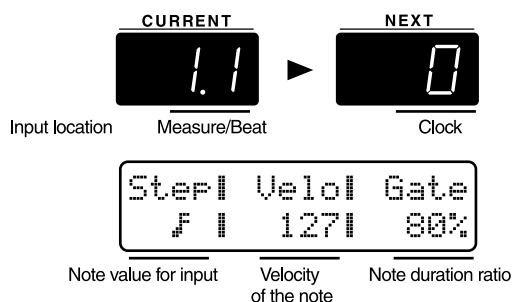 CURRENT NEXT
1.1 ► 0
Input location Measure/Beat Clock
Step Velo Gate
♪ 127 80%
Note value for input Velocity of the note Note duration ratio